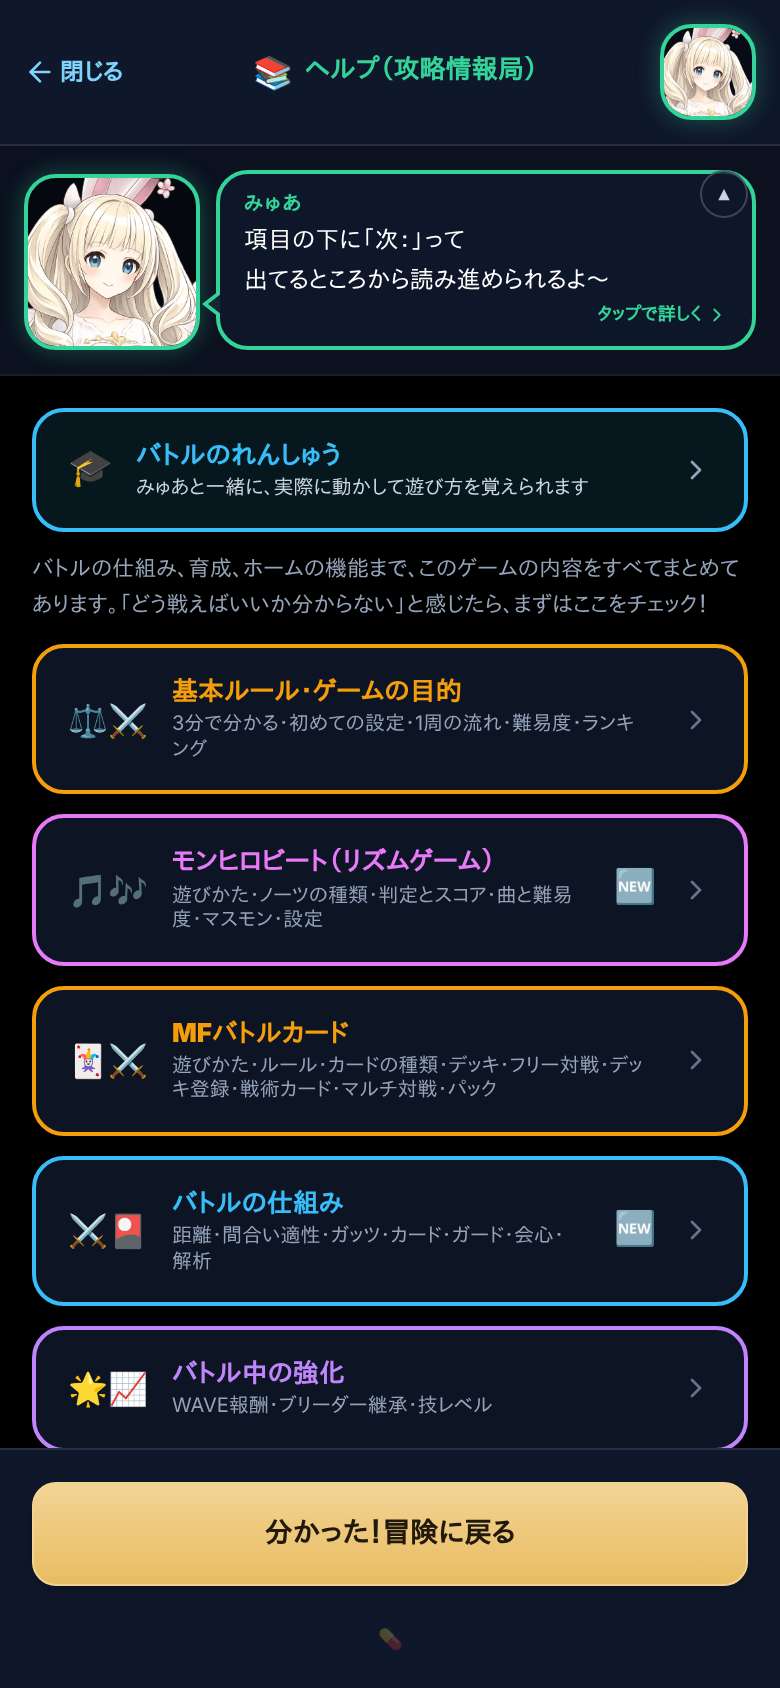 ← 閉じる
ヘルプ（攻略情報局）
みゅあ
項目の下に「次：」って
出てるところから読み進められるよ〜
タップで詳しく
バトルのれんしゅう
みゅあと一緒に、実際に動かして遊び方を覚えられます
バトルの仕組み、育成、ホームの機能まで、このゲームの内容をすべてまとめて
あります。「どう戦えばいいか分からない」と感じたら、まずはここをチェック！
基本ルール・ゲームの目的
3分で分かる・初めての設定・1周の流れ・難易度・ランキ
ング
モンヒロビート（リズムゲーム）
遊びかた・ノーツの種類・判定とスコア・曲と難易
度・マスモン・設定
NEW
MFバトルカード
遊びかた・ルール・カードの種類・デッキ・フリー対戦・デッ
キ登録・戦術カード・マルチ対戦・パック
バトルの仕組み
距離・間合い適性・ガッツ・カード・ガード・会心・
解析
NEW
バトル中の強化
WAVE報酬・ブリーダー継承・技レベル
分かった！冒険に戻る